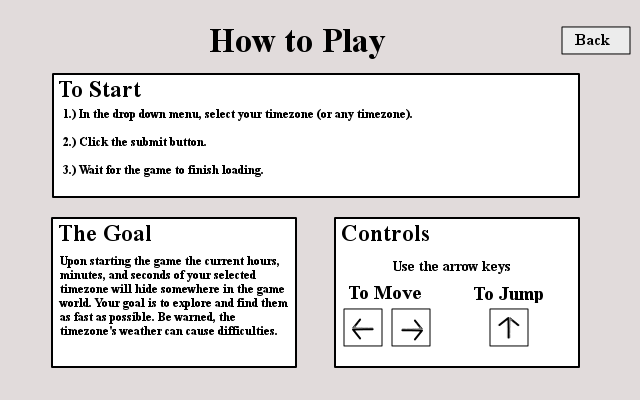 How to Play
Back
To Start
1.) In the drop down menu, select your timezone (or any timezone).
2.) Click the submit button.
3.) Wait for the game to finish loading.
The Goal
Upon starting the game the current hours,
minutes, and seconds of your selected
timezone will hide somewhere in the game
world. Your goal is to explore and find them
as fast as possible. Be warned, the
timezone's weather can cause difficulties.
Controls
Use the arrow keys
To Move
To Jump